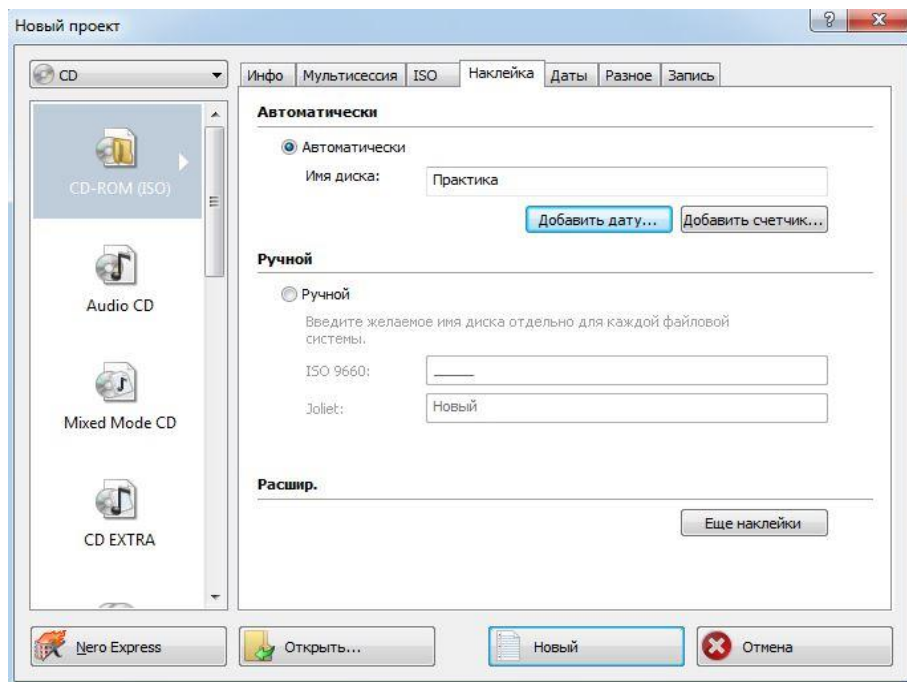 Новый проект
CD
CD-ROM (ISO)
Audio CD
Mixed Mode CD
CD EXTRA
Инфо Мультисессия ISO Наклейка Даты Разное Запись
Автоматически
Автоматически
Имя диска: Практика
Добавить дату... Добавить счетчик...
Ручной
Ручной
Введите желаемое имя диска отдельно для каждой файловой
системы.
ISO 9660: _____
Joliet: Новый
Расшир.
Еще наклейки
Nero Express Открыть... Новый Отмена